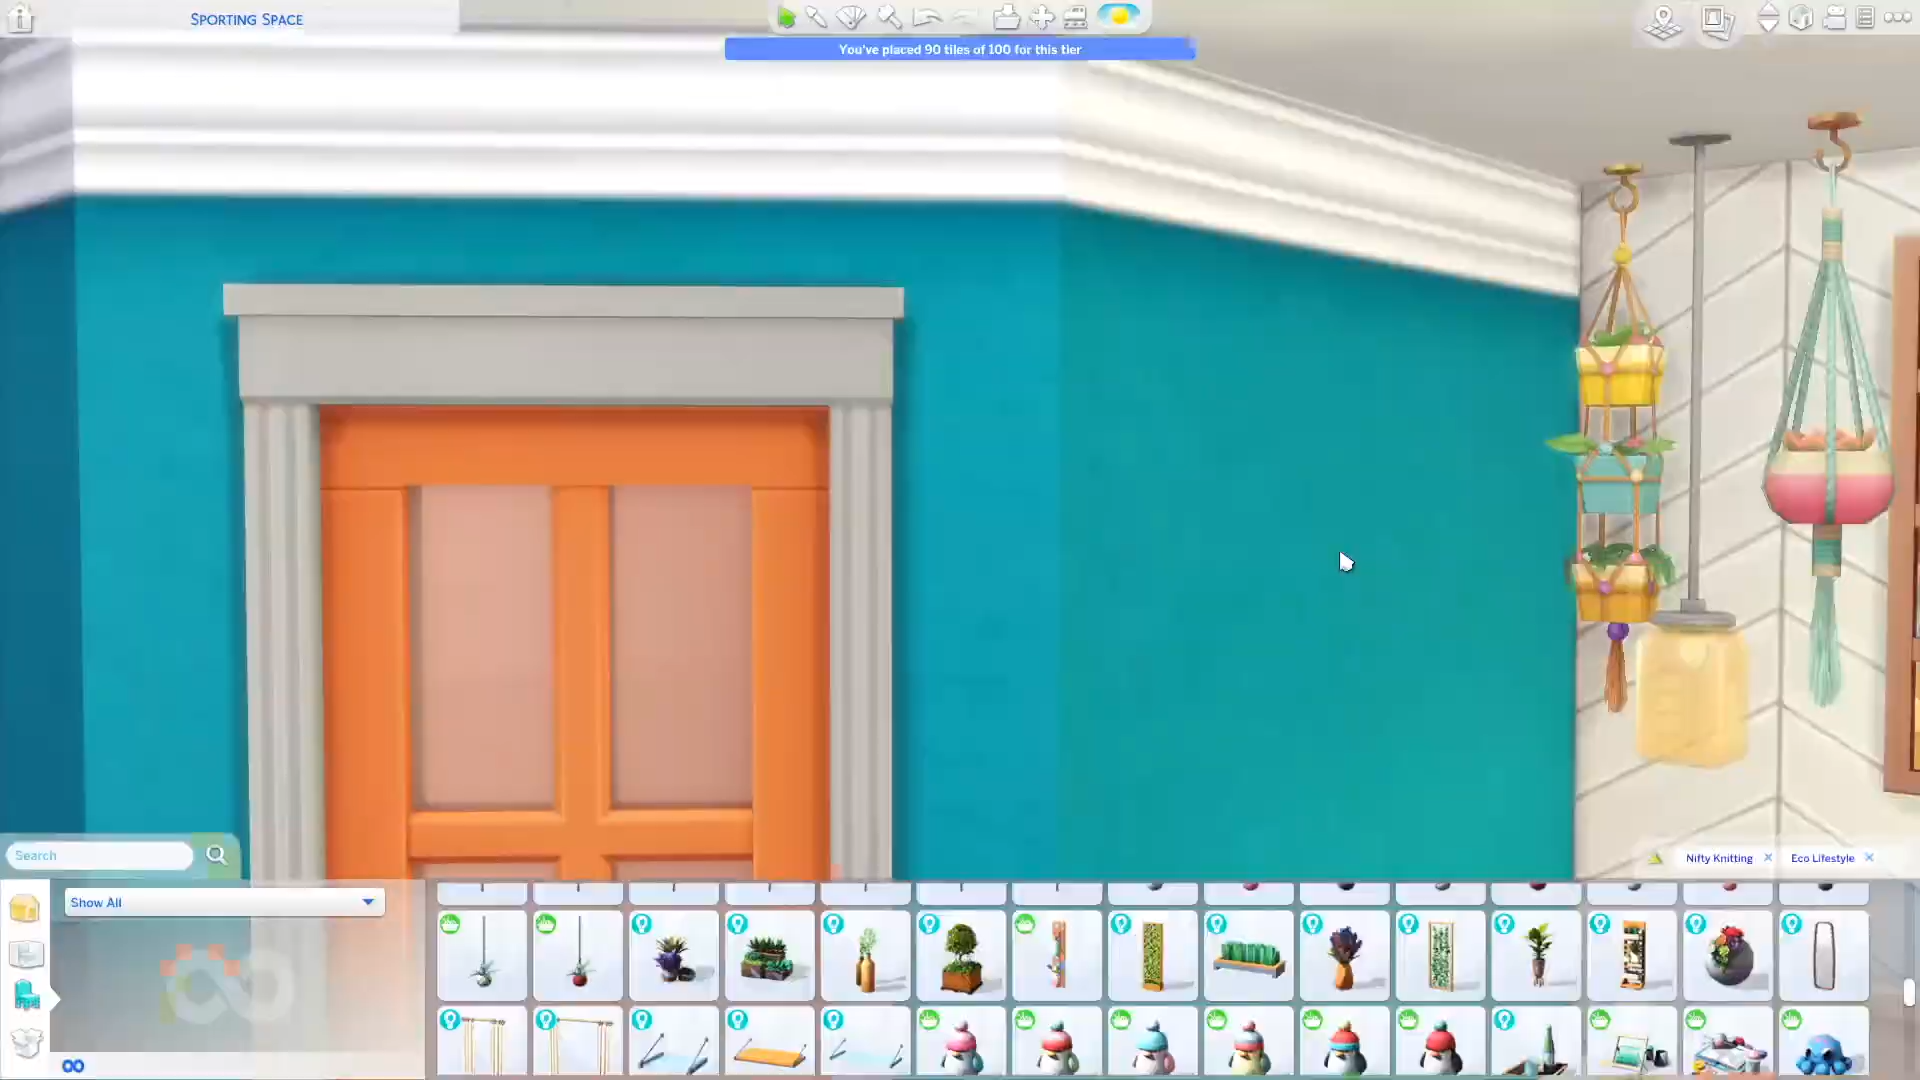 SPORTING SPACE
You've placed 90 tiles of 100 for this tier
Search
Nifty Knitting
Eco Lifestyle
Show All